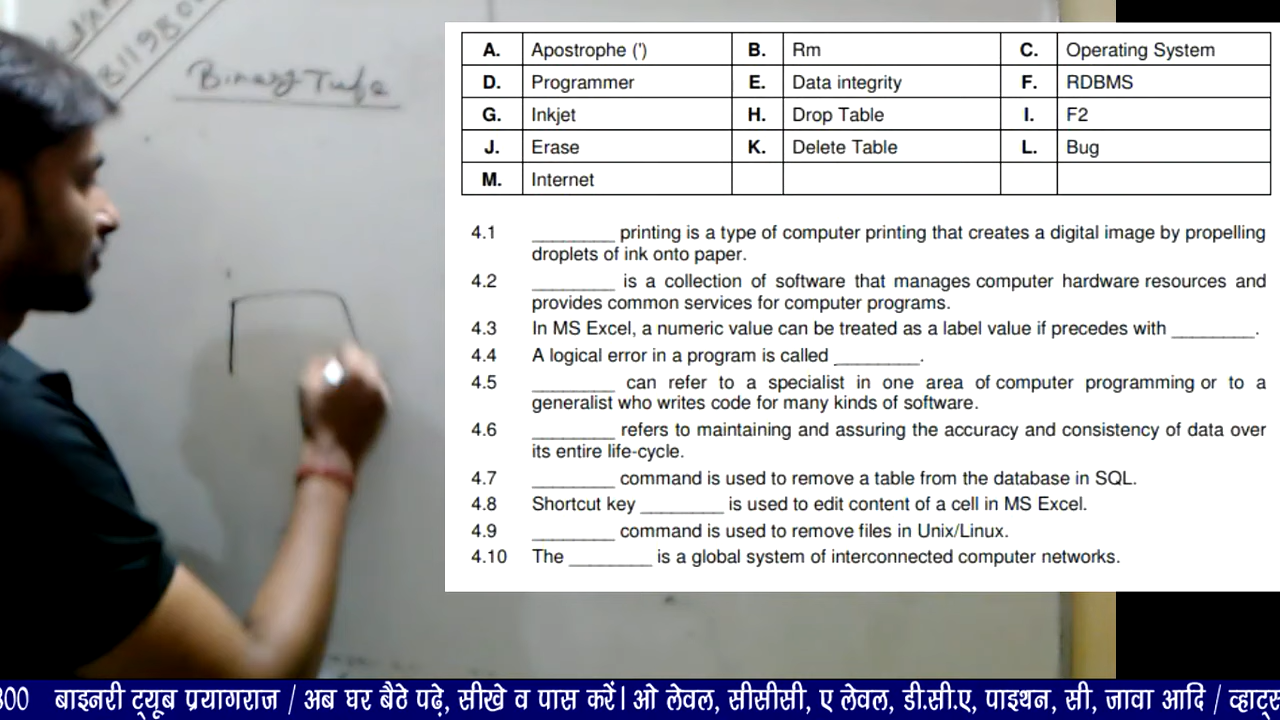 811980
Binary Tube
A. Apostrophe (') B. Rm C. Operating System
D. Programmer E. Data integrity F. RDBMS
G. Inkjet H. Drop Table I. F2
J. Erase K. Delete Table L. Bug
M. Internet
4.1 ________ printing is a type of computer printing that creates a digital image by propelling
droplets of ink onto paper.
4.2 ________ is a collection of software that manages computer hardware resources and
provides common services for computer programs.
4.3 In MS Excel, a numeric value can be treated as a label value if precedes with ________.
4.4 A logical error in a program is called ________.
4.5 ________ can refer to a specialist in one area of computer programming or to a
generalist who writes code for many kinds of software.
4.6 ________ refers to maintaining and assuring the accuracy and consistency of data over
its entire life-cycle.
4.7 ________ command is used to remove a table from the database in SQL.
4.8 Shortcut key ________ is used to edit content of a cell in MS Excel.
4.9 ________ command is used to remove files in Unix/Linux.
4.10 The ________ is a global system of interconnected computer networks.
300 बाइनरी ट्यूब प्रयागराज / अब घर बैठे पढ़े, सीखे व पास करें। ओ लेवल, सीसीसी, ए लेवल, डी.सी.ए, पाइथन, सी, जावा आदि / व्हाट्स